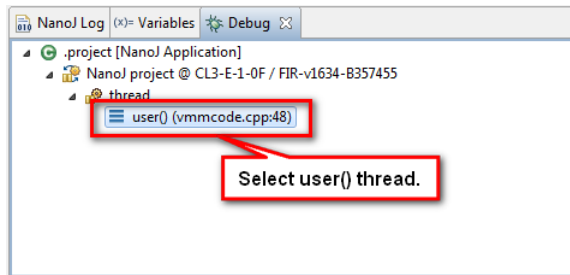 NanoJ Log (x)= Variables Debug
.project [NanoJ Application]
NanoJ project @ CL3-E-1-0F / FIR-v1634-B357455
thread
user() (vmmcode.cpp:48)
Select user() thread.